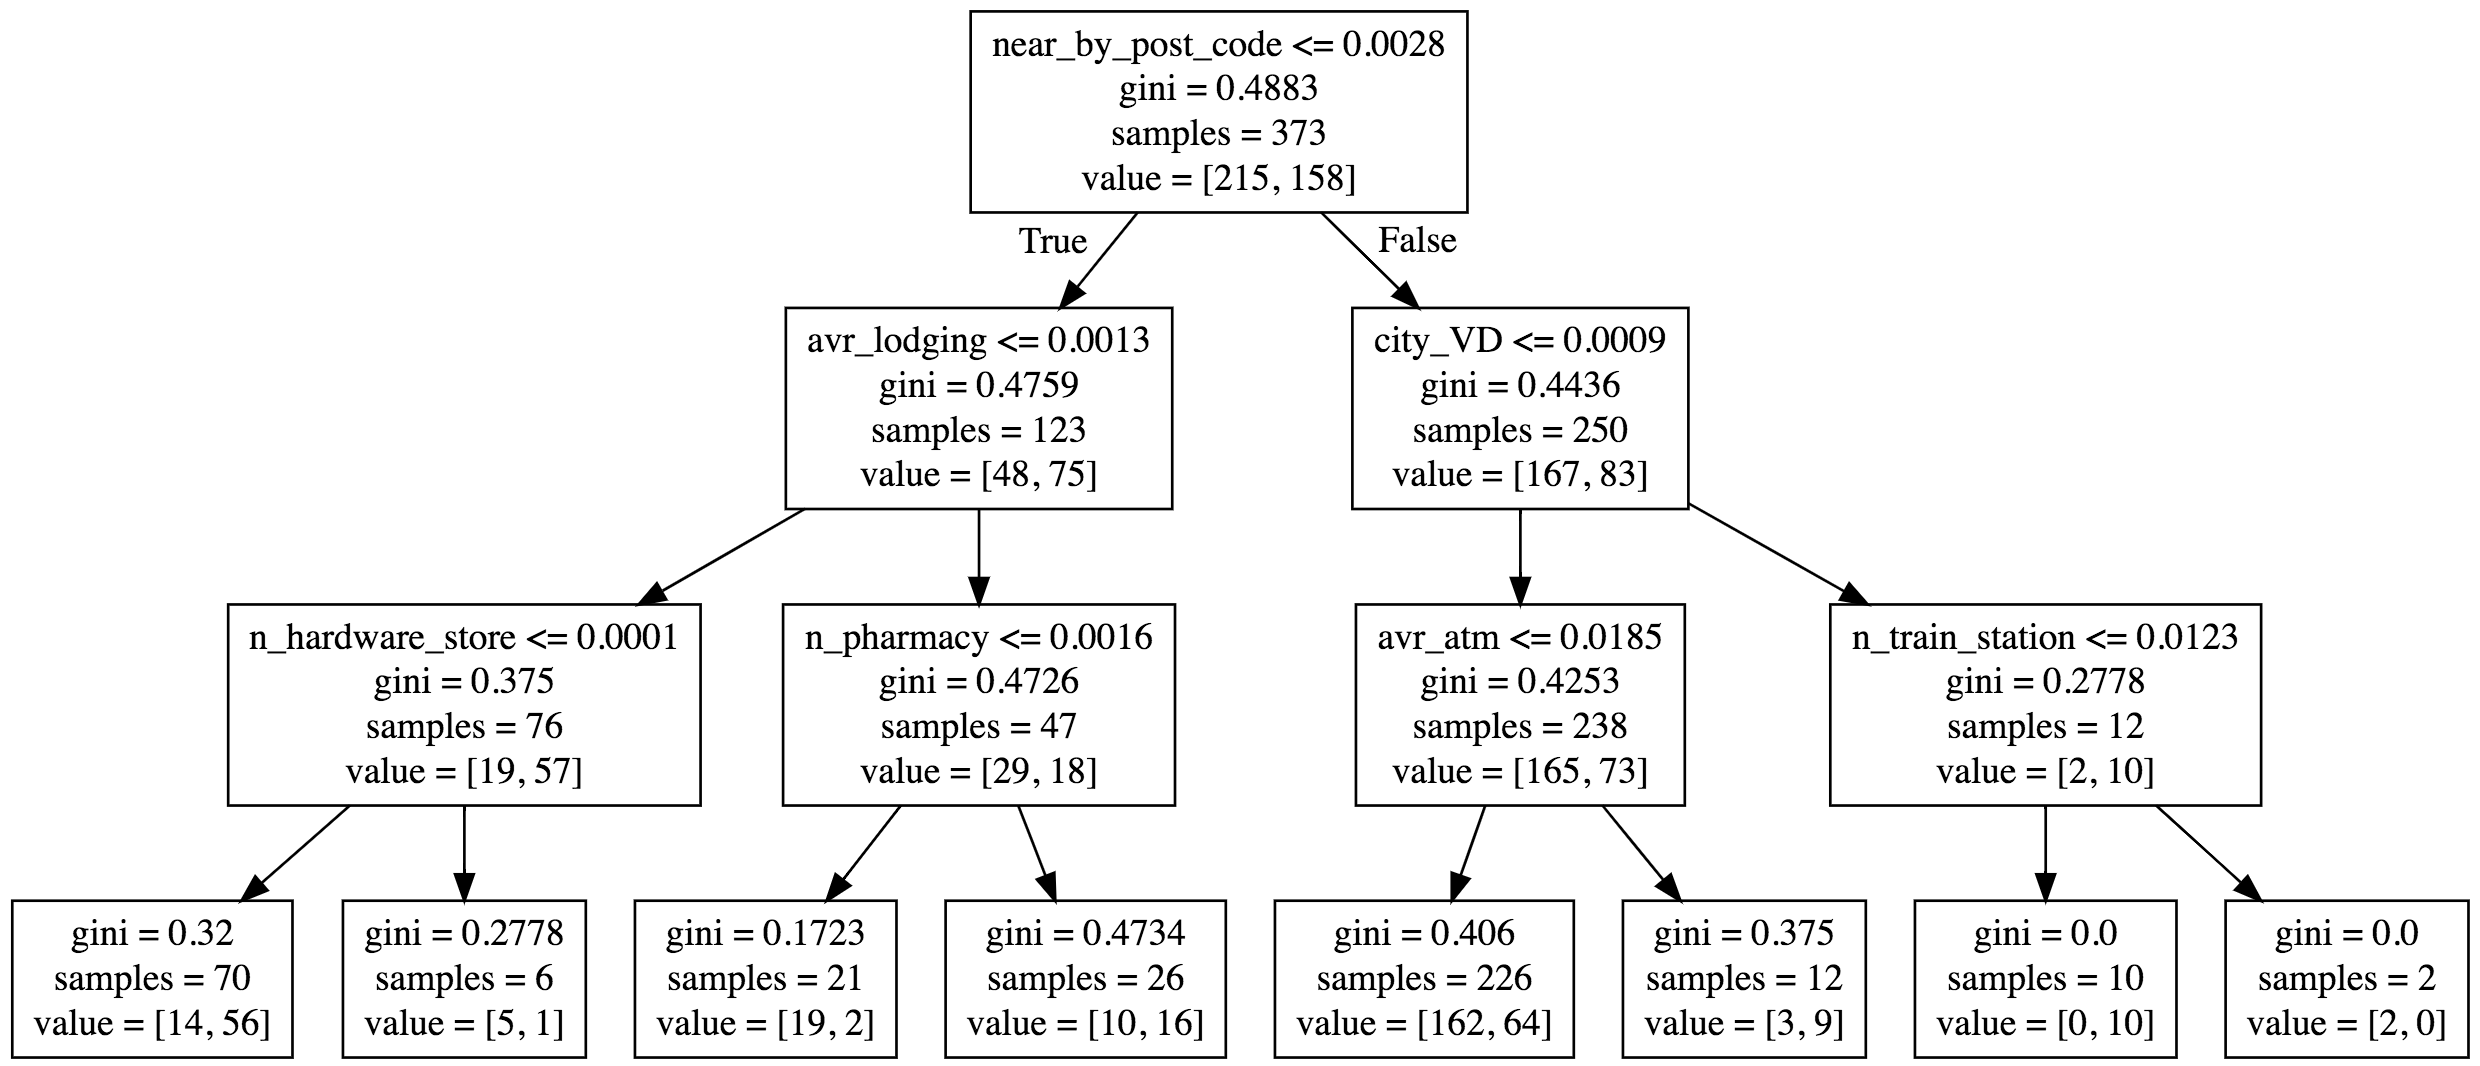 near_by_post_code <= 0.0028
gini = 0.4883
samples = 373
value = [215, 158]
True
False
avr_lodging <= 0.0013
gini = 0.4759
samples = 123
value = [48, 75]
city_VD <= 0.0009
gini = 0.4436
samples = 250
value = [167, 83]
n_hardware_store <= 0.0001
gini = 0.375
samples = 76
value = [19, 57]
n_pharmacy <= 0.0016
gini = 0.4726
samples = 47
value = [29, 18]
avr_atm <= 0.0185
gini = 0.4253
samples = 238
value = [165, 73]
n_train_station <= 0.0123
gini = 0.2778
samples = 12
value = [2, 10]
gini = 0.32
samples = 70
value = [14, 56]
gini = 0.2778
samples = 6
value = [5, 1]
gini = 0.1723
samples = 21
value = [19, 2]
gini = 0.4734
samples = 26
value = [10, 16]
gini = 0.406
samples = 226
value = [162, 64]
gini = 0.375
samples = 12
value = [3, 9]
gini = 0.0
samples = 10
value = [0, 10]
gini = 0.0
samples = 2
value = [2, 0]